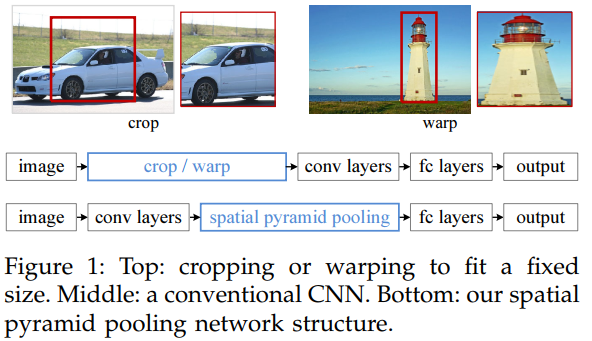 crop
warp
image crop / warp conv layers fc layers output
image conv layers spatial pyramid pooling fc layers output
Figure 1: Top: cropping or warping to fit a fixed
size. Middle: a conventional CNN. Bottom: our spatial
pyramid pooling network structure.